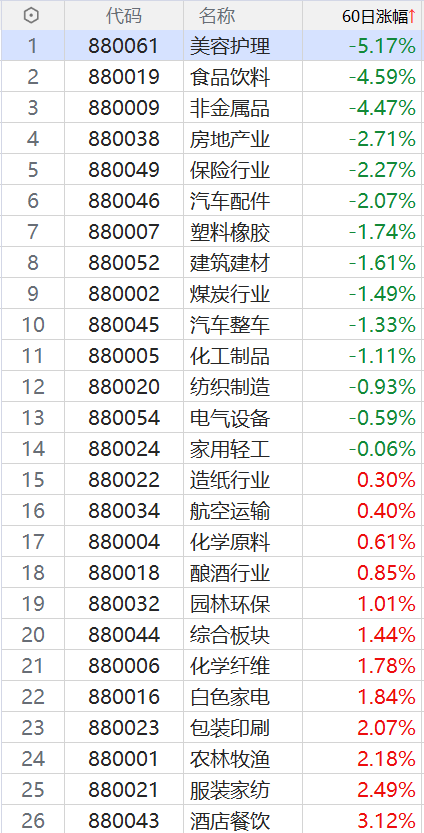 代码 名称 60日涨幅↑
1 880061 美容护理 -5.17%
2 880019 食品饮料 -4.59%
3 880009 非金属品 -4.47%
4 880038 房地产业 -2.71%
5 880049 保险行业 -2.27%
6 880046 汽车配件 -2.07%
7 880007 塑料橡胶 -1.74%
8 880052 建筑建材 -1.61%
9 880002 煤炭行业 -1.49%
10 880045 汽车整车 -1.33%
11 880005 化工制品 -1.11%
12 880020 纺织制造 -0.93%
13 880054 电气设备 -0.59%
14 880024 家用轻工 -0.06%
15 880022 造纸行业 0.30%
16 880034 航空运输 0.40%
17 880004 化学原料 0.61%
18 880018 酿酒行业 0.85%
19 880032 园林环保 1.01%
20 880044 综合板块 1.44%
21 880006 化学纤维 1.78%
22 880016 白色家电 1.84%
23 880023 包装印刷 2.07%
24 880001 农林牧渔 2.18%
25 880021 服装家纺 2.49%
26 880043 酒店餐饮 3.12%